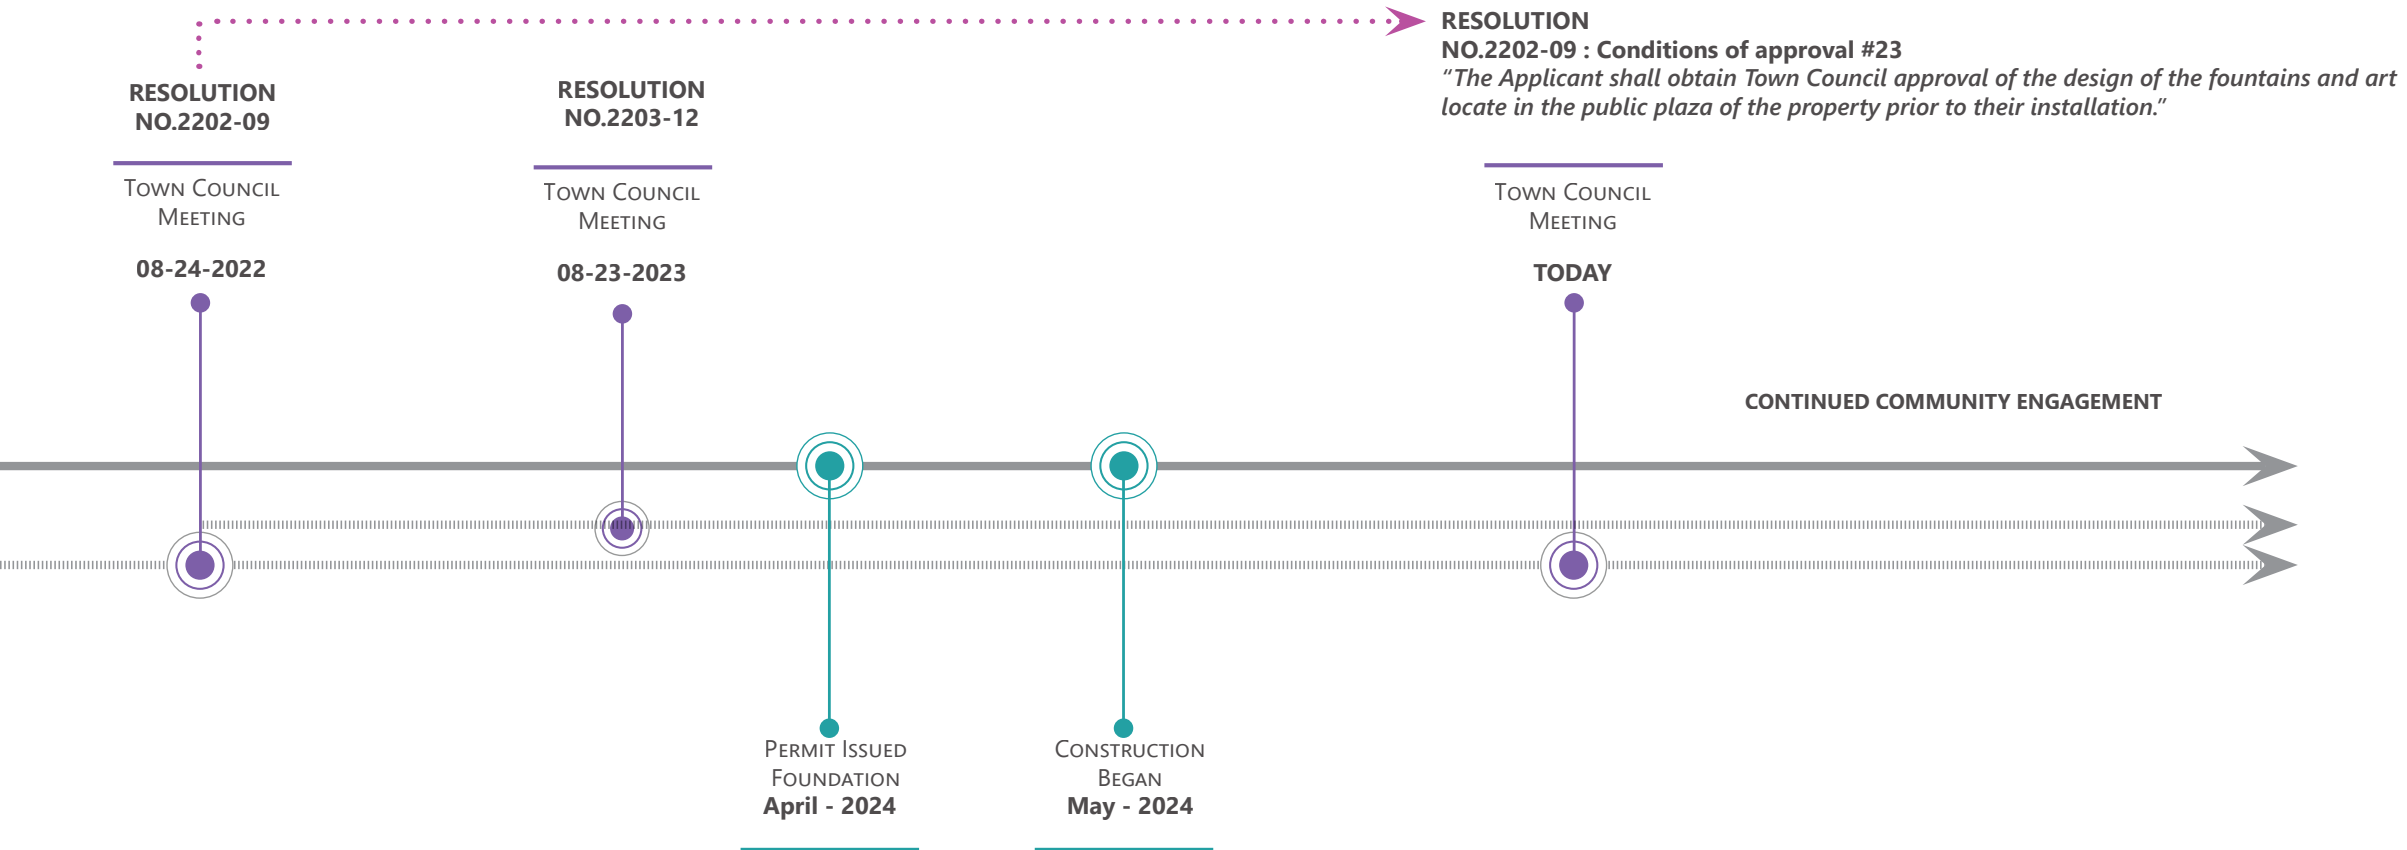 RESOLUTION
NO.2202-09 : Conditions of approval #23
“The Applicant shall obtain Town Council approval of the design of the fountains and art
locate in the public plaza of the property prior to their installation.”
RESOLUTION
NO.2202-09
Town Council
Meeting
08-24-2022
RESOLUTION
NO.2203-12
Town Council
Meeting
08-23-2023
Town Council
Meeting
TODAY
CONTINUED COMMUNITY ENGAGEMENT
Permit Issued
Foundation
April - 2024
Construction
Began
May - 2024